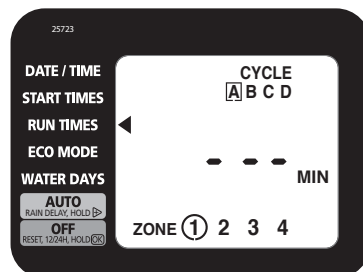 25723
DATE / TIME
START TIMES
RUN TIMES
ECO MODE
WATER DAYS
AUTO
RAIN DELAY, HOLD
OFF
RESET, 12/24H, HOLD OK
CYCLE
A B C D
- - -
MIN
ZONE 1 2 3 4